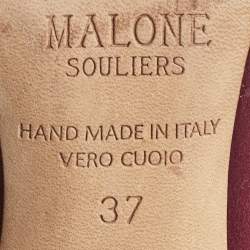 MALONE
SOULIERS
HAND MADE IN ITALY
VERO CUOIO
37